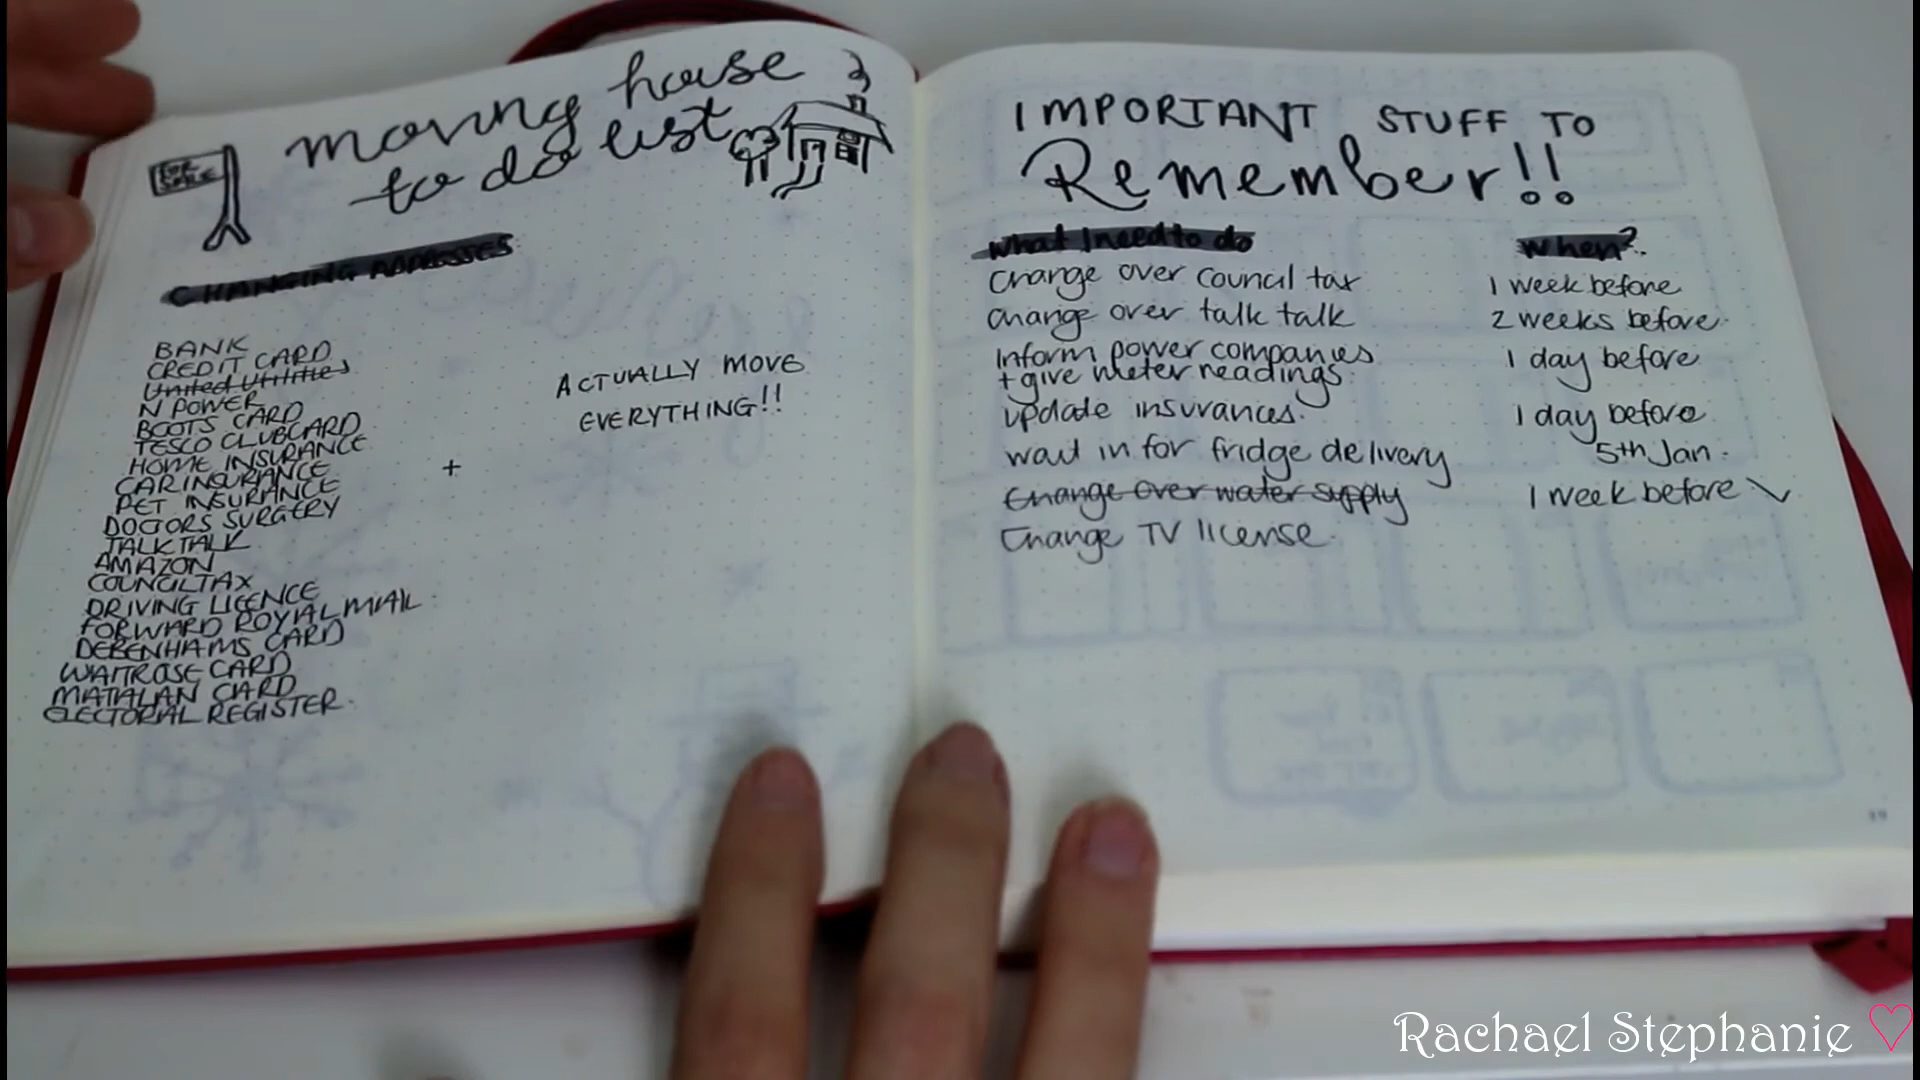 moving house
to do list
FOR
SALE
CHANGING ADDRESSES
BANK
CREDIT CARD
United Utilities
N POWER
BOOTS CARD
TESCO CLUBCARD
HOME INSURANCE
CAR INSURANCE
PET INSURANCE
DOCTORS SURGERY
TALK TALK
AMAZON
COUNCIL TAX
DRIVING LICENCE
FORWARD ROYAL MAIL
DEBENHAMS CARD
WAITROSE CARD
MATALAN CARD
ELECTORIAL REGISTER.
+
ACTUALLY MOVE
EVERYTHING!!
IMPORTANT STUFF TO
Remember!!
what I need to do
when?
Change over council tax 1 week before
change over talk talk 2 weeks before
Inform power companies 1 day before
+ give meter readings.
update insurances. 1 day before
wait in for fridge delivery 5th Jan.
Change over water supply 1 week before
Change TV license.
Rachael Stephanie ♡